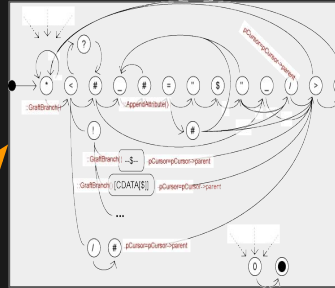 ?
pCursor=pCursor->parent
* < # _ # = " $ " _ / >
::GraftBranch()
::AppendAttribute()
#
!
::GraftBranch() --$-- pCursor=pCursor->parent
::GraftBranch() [CDATA[$]] pCursor=pCursor->parent
...
/ # pCursor=pCursor->parent
0